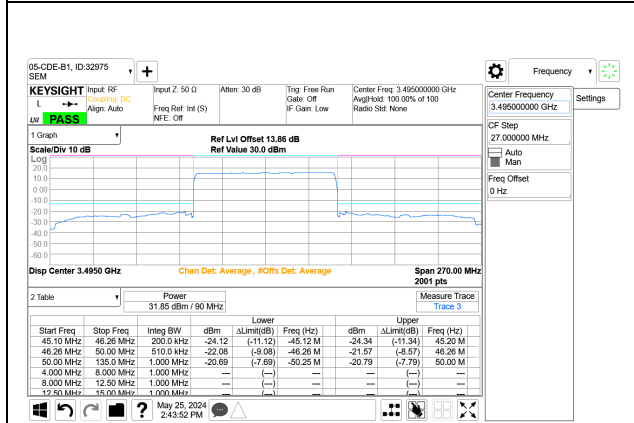 05-CDE-B1, ID:32975
SEM
Frequency
KEYSIGHT Input: RF Input Z: 50 Ω Atten: 30 dB Trig: Free Run Center Freq: 3.495000000 GHz
L Coupling: DC Gate: Off Avg|Hold: 100.00% of 100
Align: Auto Freq Ref: Int (S) IF Gain: Low Radio Std: None
LXI PASS NFE: Off
Center Frequency
3.495000000 GHz
Settings
CF Step
27.000000 MHz
Auto
Man
Freq Offset
0 Hz
1 Graph
Ref Lvl Offset 13.86 dB
Scale/Div 10 dB Ref Value 30.0 dBm
Log
20.0
10.0
0.00
-10.0
-20.0
-30.0
-40.0
-50.0
-60.0
Disp Center 3.4950 GHz Chan Det: Average, #Offs Det: Average Span 270.00 MHz
2001 pts
2 Table Power Measure Trace
31.85 dBm / 90 MHz Trace 3
Lower Upper
Start Freq Stop Freq Integ BW dBm ΔLimit(dB) Freq (Hz) dBm ΔLimit(dB) Freq (Hz)
45.10 MHz 46.26 MHz 200.0 kHz -24.12 (-11.12) -45.12 M -24.34 (-11.34) 45.20 M
46.26 MHz 50.00 MHz 510.0 kHz -22.08 (-9.08) -46.26 M -21.57 (-8.57) 46.26 M
50.00 MHz 135.0 MHz 1.000 MHz -20.69 (-7.69) -50.25 M -20.79 (-7.79) 50.00 M
4.000 MHz 8.000 MHz 1.000 MHz --- (---) --- --- (---) ---
8.000 MHz 12.50 MHz 1.000 MHz --- (---) --- --- (---) ---
12.50 MHz 15.00 MHz 1.000 MHz --- (---) --- --- (---) ---
May 25, 2024
2:43:52 PM